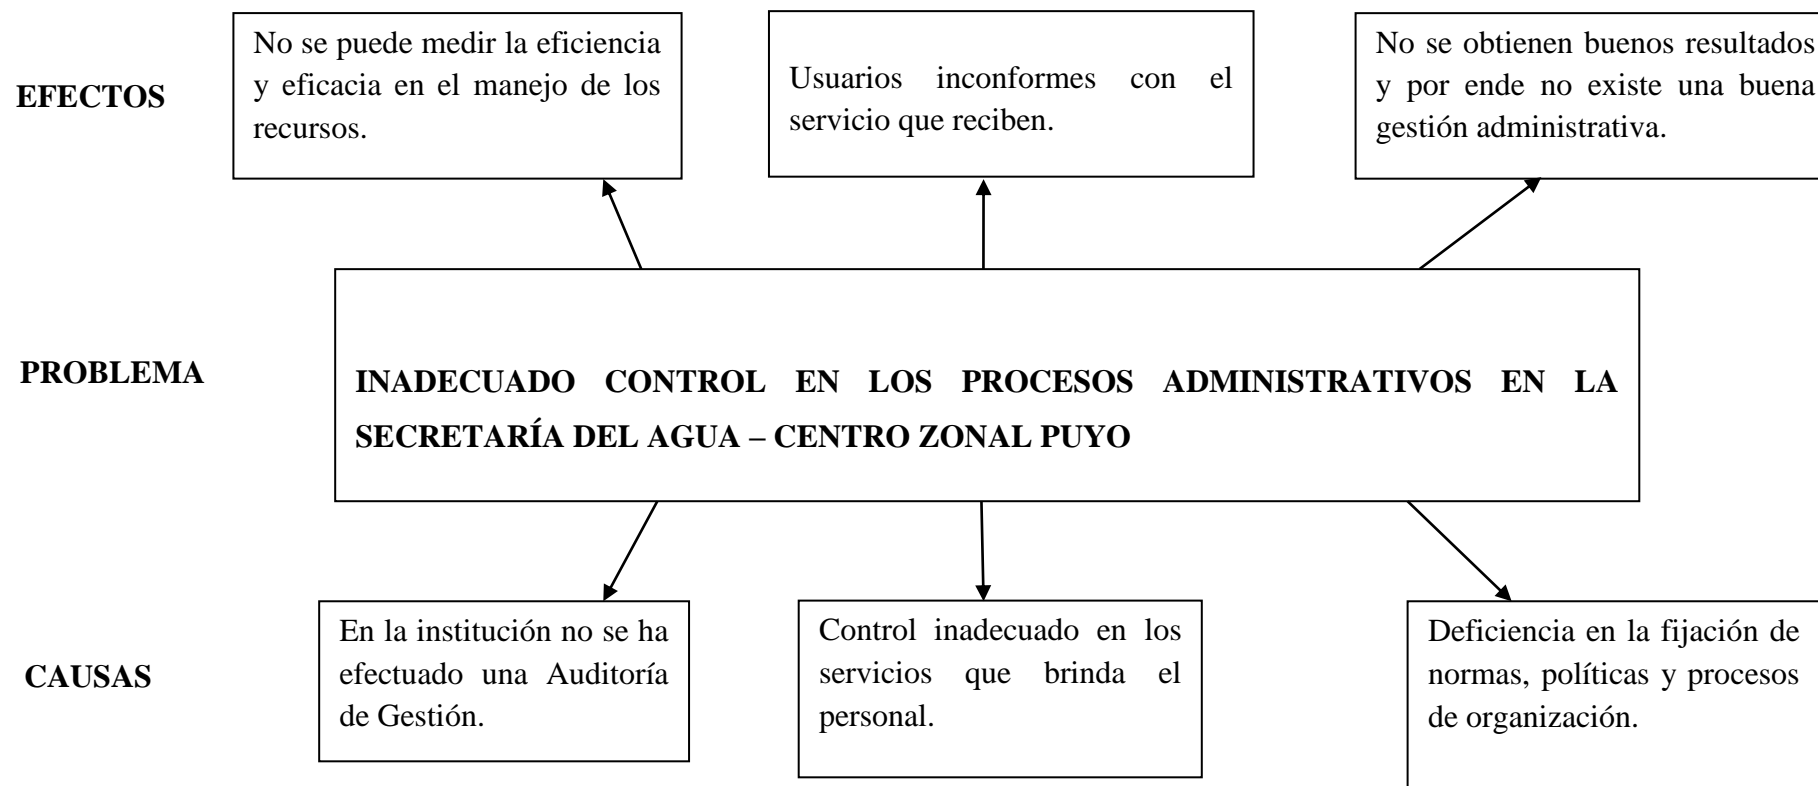 EFECTOS
No se puede medir la eficiencia
y eficacia en el manejo de los
recursos.
Usuarios inconformes con el
servicio que reciben.
No se obtienen buenos resultados
y por ende no existe una buena
gestión administrativa.
PROBLEMA
INADECUADO CONTROL EN LOS PROCESOS ADMINISTRATIVOS EN LA
SECRETARÍA DEL AGUA – CENTRO ZONAL PUYO
CAUSAS
En la institución no se ha
efectuado una Auditoría
de Gestión.
Control inadecuado en los
servicios que brinda el
personal.
Deficiencia en la fijación de
normas, políticas y procesos
de organización.